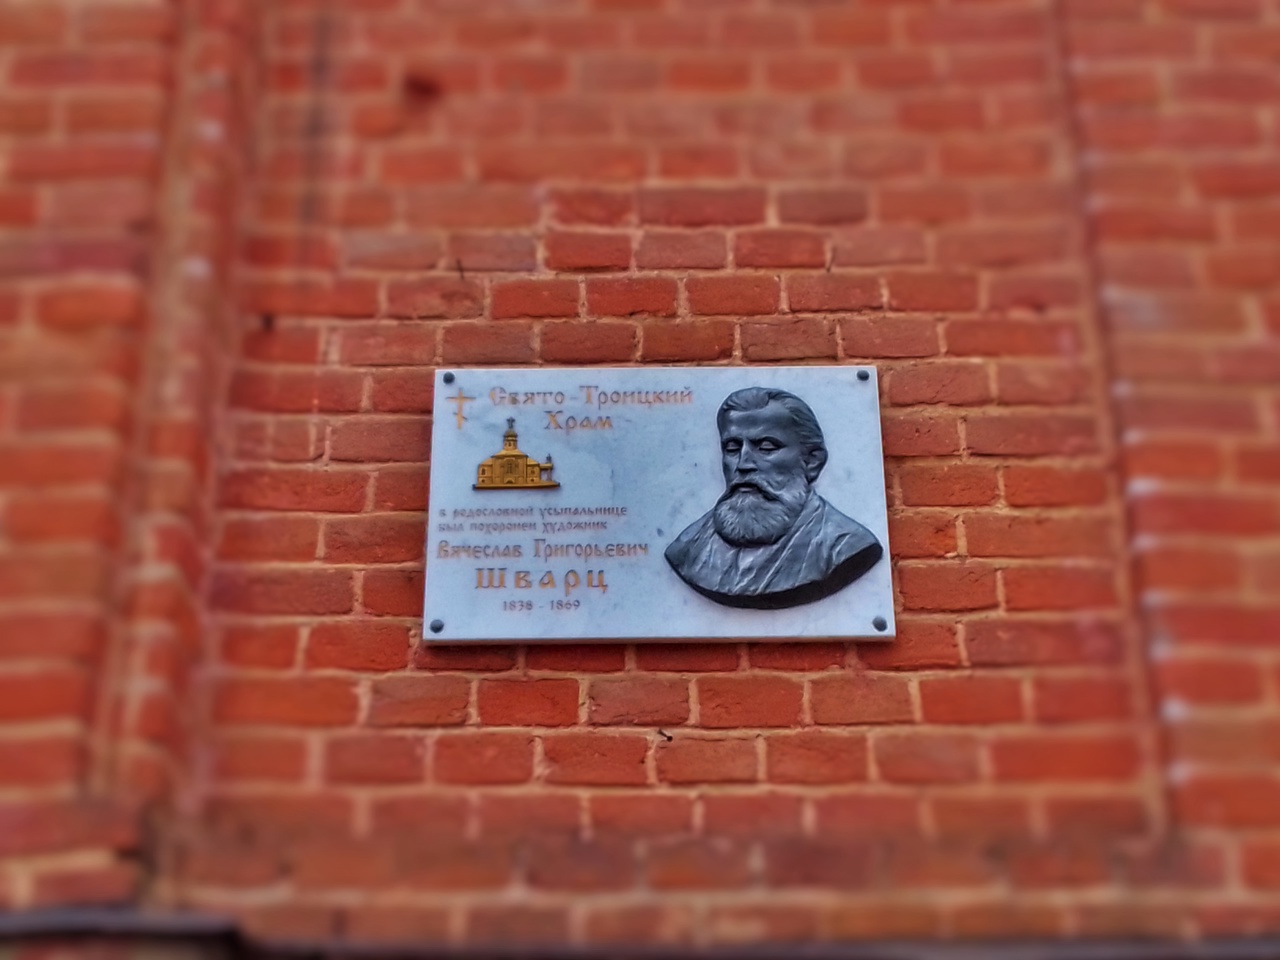 Свято-Троицкий
Храм
в родословной усыпальнице
был похоронен художник
Вячеслав Григорьевич
Шварц
1838 - 1869